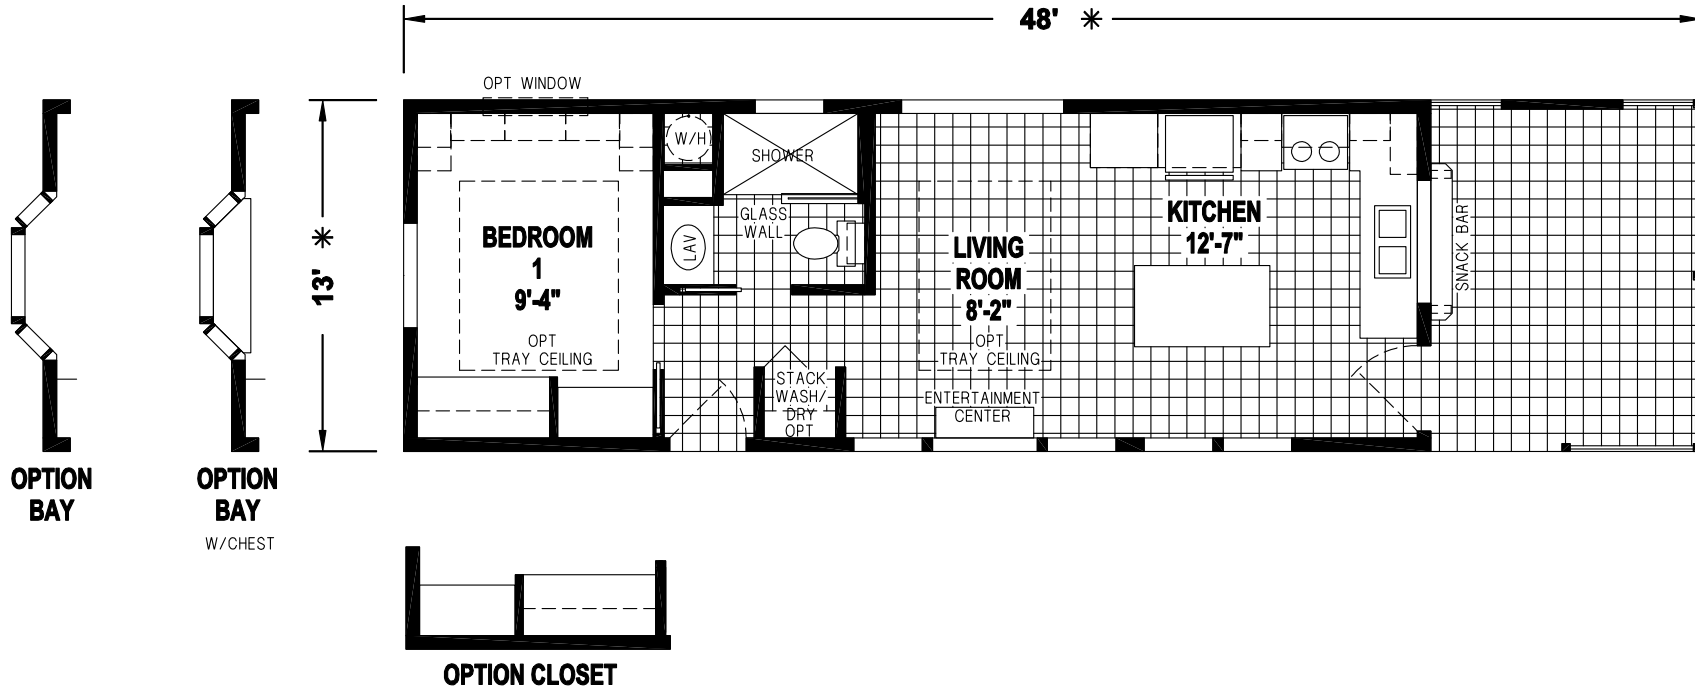 48' ✳
OPT WINDOW
13' ✳
W/H
SHOWER
GLASS
WALL
LAV
BEDROOM
1
9'-4"
OPT
TRAY CEILING
LIVING
ROOM
8'-2"
OPT
TRAY CEILING
KITCHEN
12'-7"
SNACK BAR
STACK
WASH/
DRY
OPT
ENTERTAINMENT
CENTER
OPTION
BAY
OPTION
BAY
W/CHEST
OPTION CLOSET